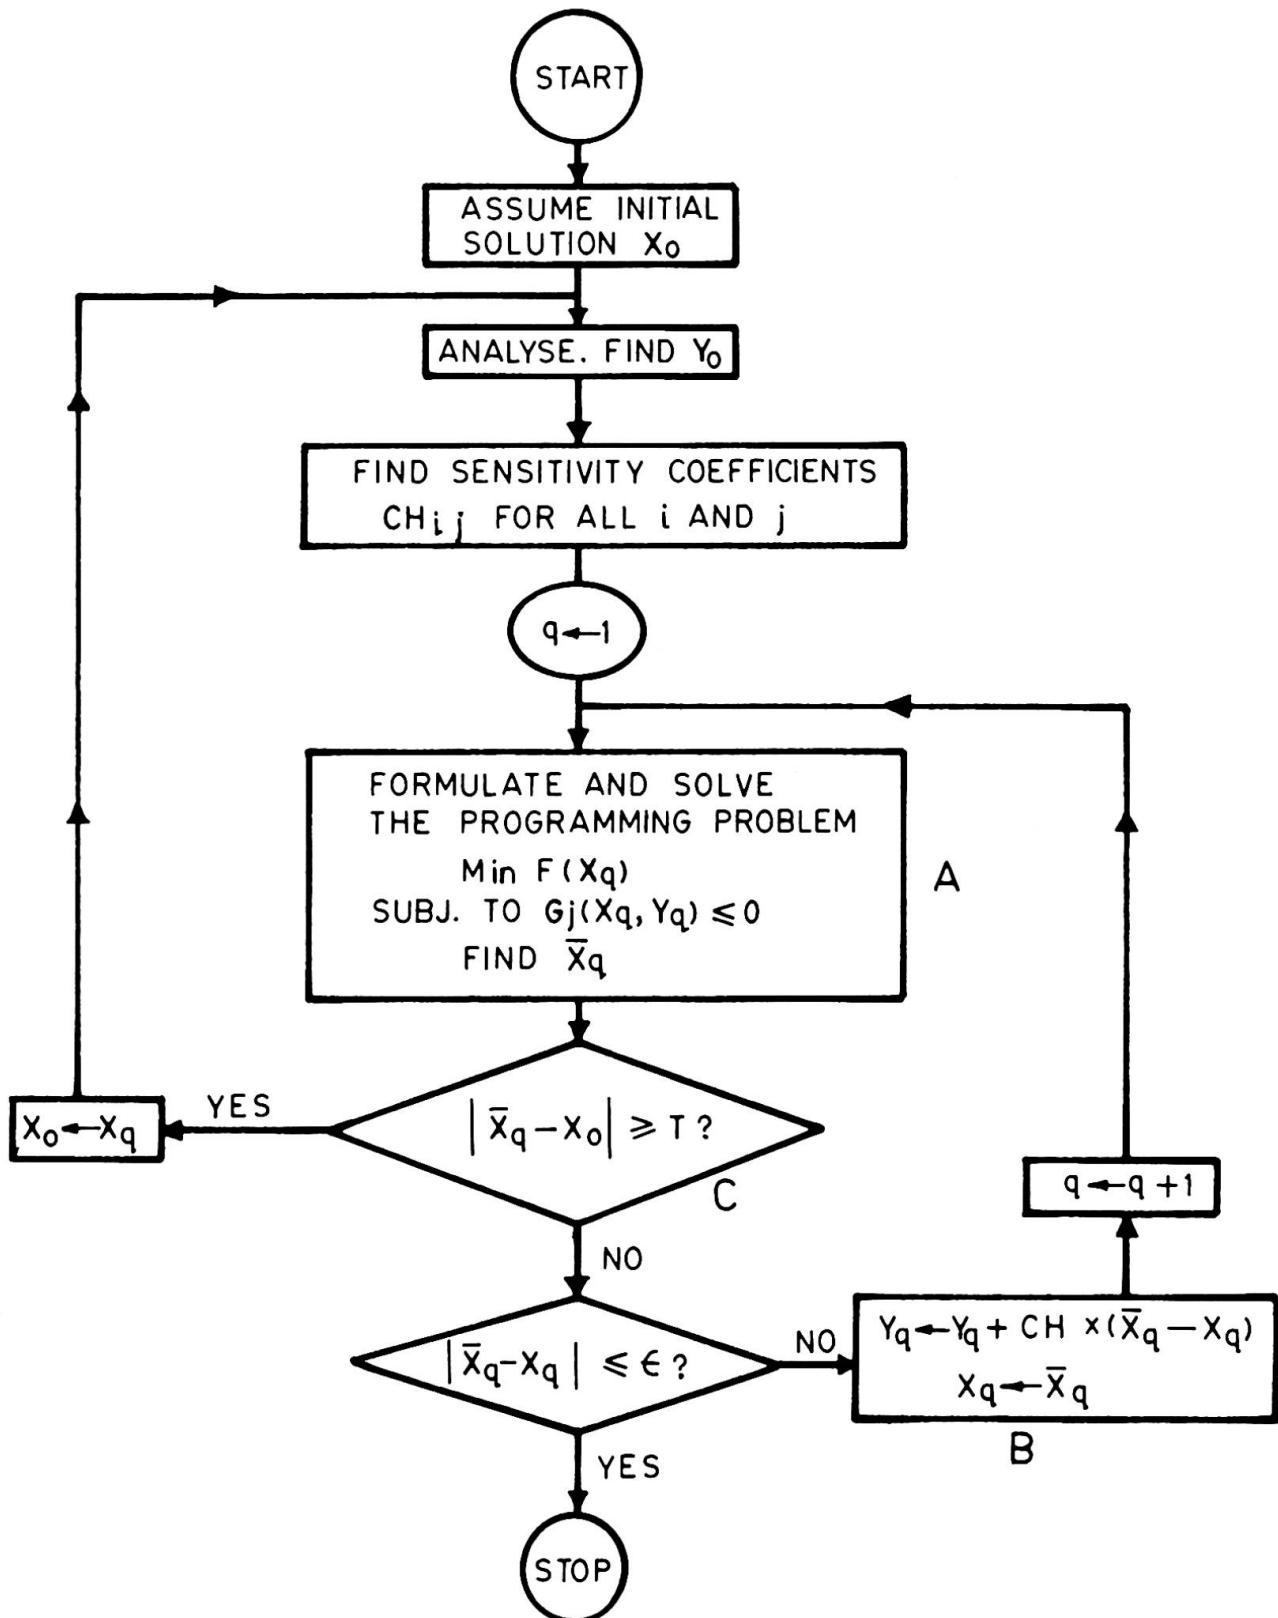 START
ASSUME INITIAL
SOLUTION X₀
ANALYSE. FIND Y₀
FIND SENSITIVITY COEFFICIENTS
CHᵢⱼ FOR ALL i AND j
q←1
FORMULATE AND SOLVE
THE PROGRAMMING PROBLEM
Min F(Xq)
SUBJ. TO Gj(Xq, Yq) ⩽ 0
FIND X̅q
A
|X̅q – X₀| ⩾ T ?
C
YES
X₀←Xq
NO
|X̅q–Xq| ⩽ ϵ ?
NO
Yq←Yq + CH ×(X̅q – Xq)
Xq←X̅q
B
q←q +1
YES
STOP